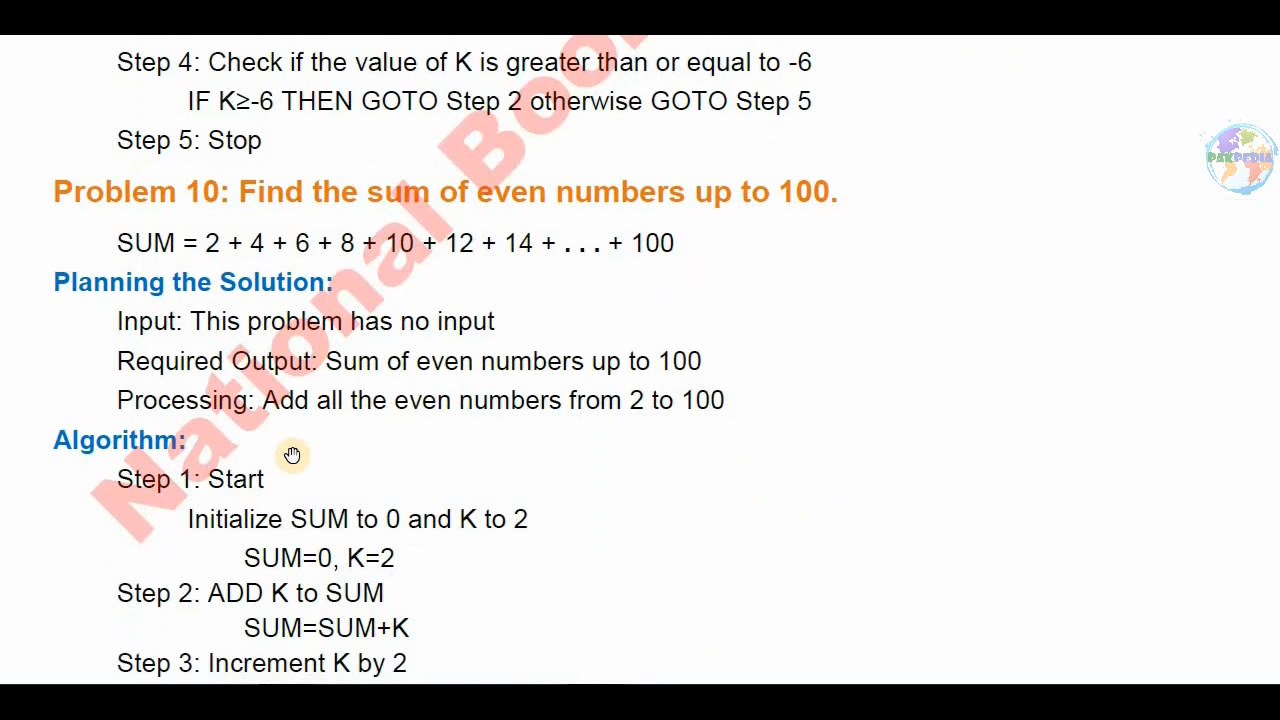 Step 4: Check if the value of K is greater than or equal to -6
IF K≥-6 THEN GOTO Step 2 otherwise GOTO Step 5
Step 5: Stop
Problem 10: Find the sum of even numbers up to 100.
SUM = 2 + 4 + 6 + 8 + 10 + 12 + 14 + . . . + 100
Planning the Solution:
Input: This problem has no input
Required Output: Sum of even numbers up to 100
Processing: Add all the even numbers from 2 to 100
Algorithm:
Step 1: Start
Initialize SUM to 0 and K to 2
SUM=0, K=2
Step 2: ADD K to SUM
SUM=SUM+K
Step 3: Increment K by 2
National Boo
PAKPEDIA